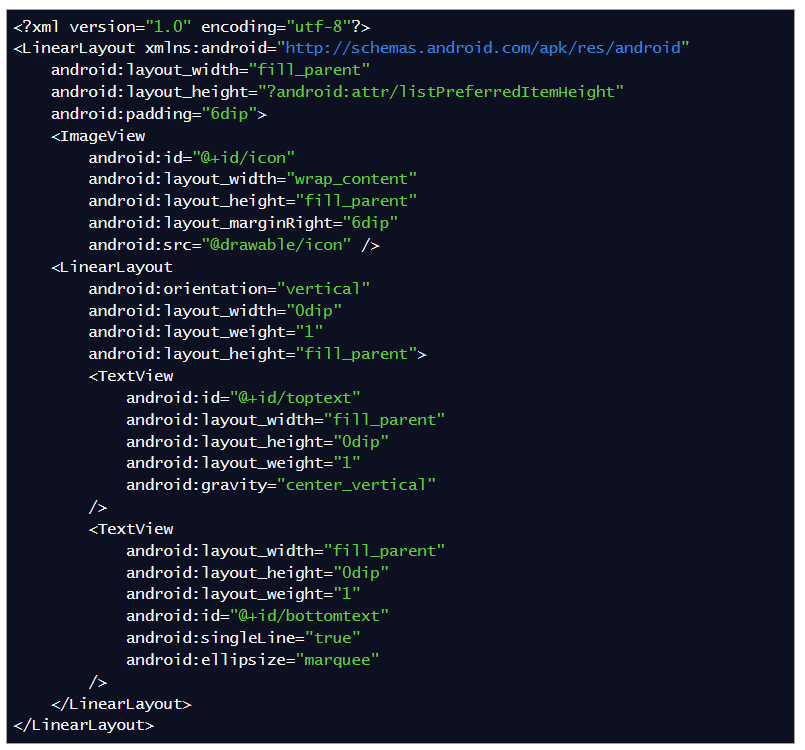 <?xml version="1.0" encoding="utf-8"?>
<LinearLayout xmlns:android="http://schemas.android.com/apk/res/android"
    android:layout_width="fill_parent"
    android:layout_height="?android:attr/listPreferredItemHeight"
    android:padding="6dip">
    <ImageView
        android:id="@+id/icon"
        android:layout_width="wrap_content"
        android:layout_height="fill_parent"
        android:layout_marginRight="6dip"
        android:src="@drawable/icon" />
    <LinearLayout
        android:orientation="vertical"
        android:layout_width="0dip"
        android:layout_weight="1"
        android:layout_height="fill_parent">
        <TextView
            android:id="@+id/toptext"
            android:layout_width="fill_parent"
            android:layout_height="0dip"
            android:layout_weight="1"
            android:gravity="center_vertical"
        />
        <TextView
            android:layout_width="fill_parent"
            android:layout_height="0dip"
            android:layout_weight="1"
            android:id="@+id/bottomtext"
            android:singleLine="true"
            android:ellipsize="marquee"
        />
    </LinearLayout>
</LinearLayout>